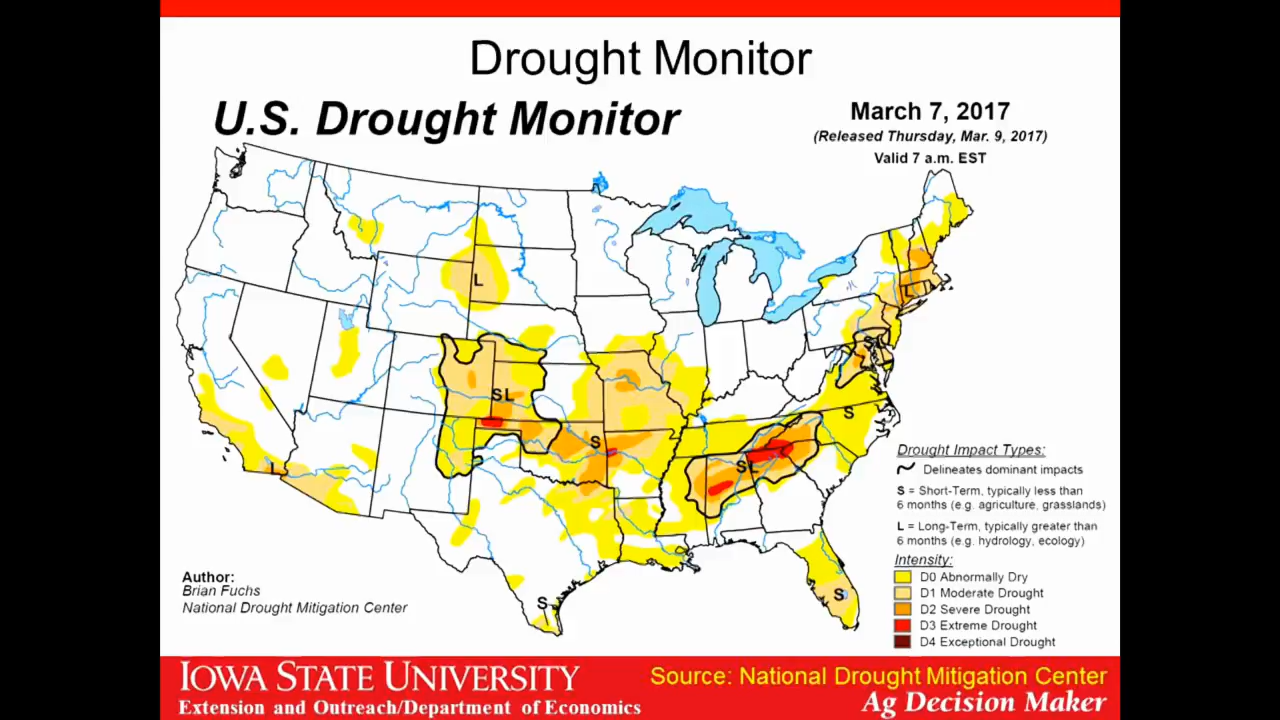 Drought Monitor
U.S. Drought Monitor
March 7, 2017
(Released Thursday, Mar. 9, 2017)
Valid 7 a.m. EST
L
SL
S
L
SL
S
S
L
S
S
Drought Impact Types:
Delineates dominant impacts
S = Short-Term, typically less than
6 months (e.g. agriculture, grasslands)
L = Long-Term, typically greater than
6 months (e.g. hydrology, ecology)
Intensity:
D0 Abnormally Dry
D1 Moderate Drought
D2 Severe Drought
D3 Extreme Drought
D4 Exceptional Drought
Author:
Brian Fuchs
National Drought Mitigation Center
IOWA STATE UNIVERSITY
Extension and Outreach/Department of Economics
Source: National Drought Mitigation Center
Ag Decision Maker